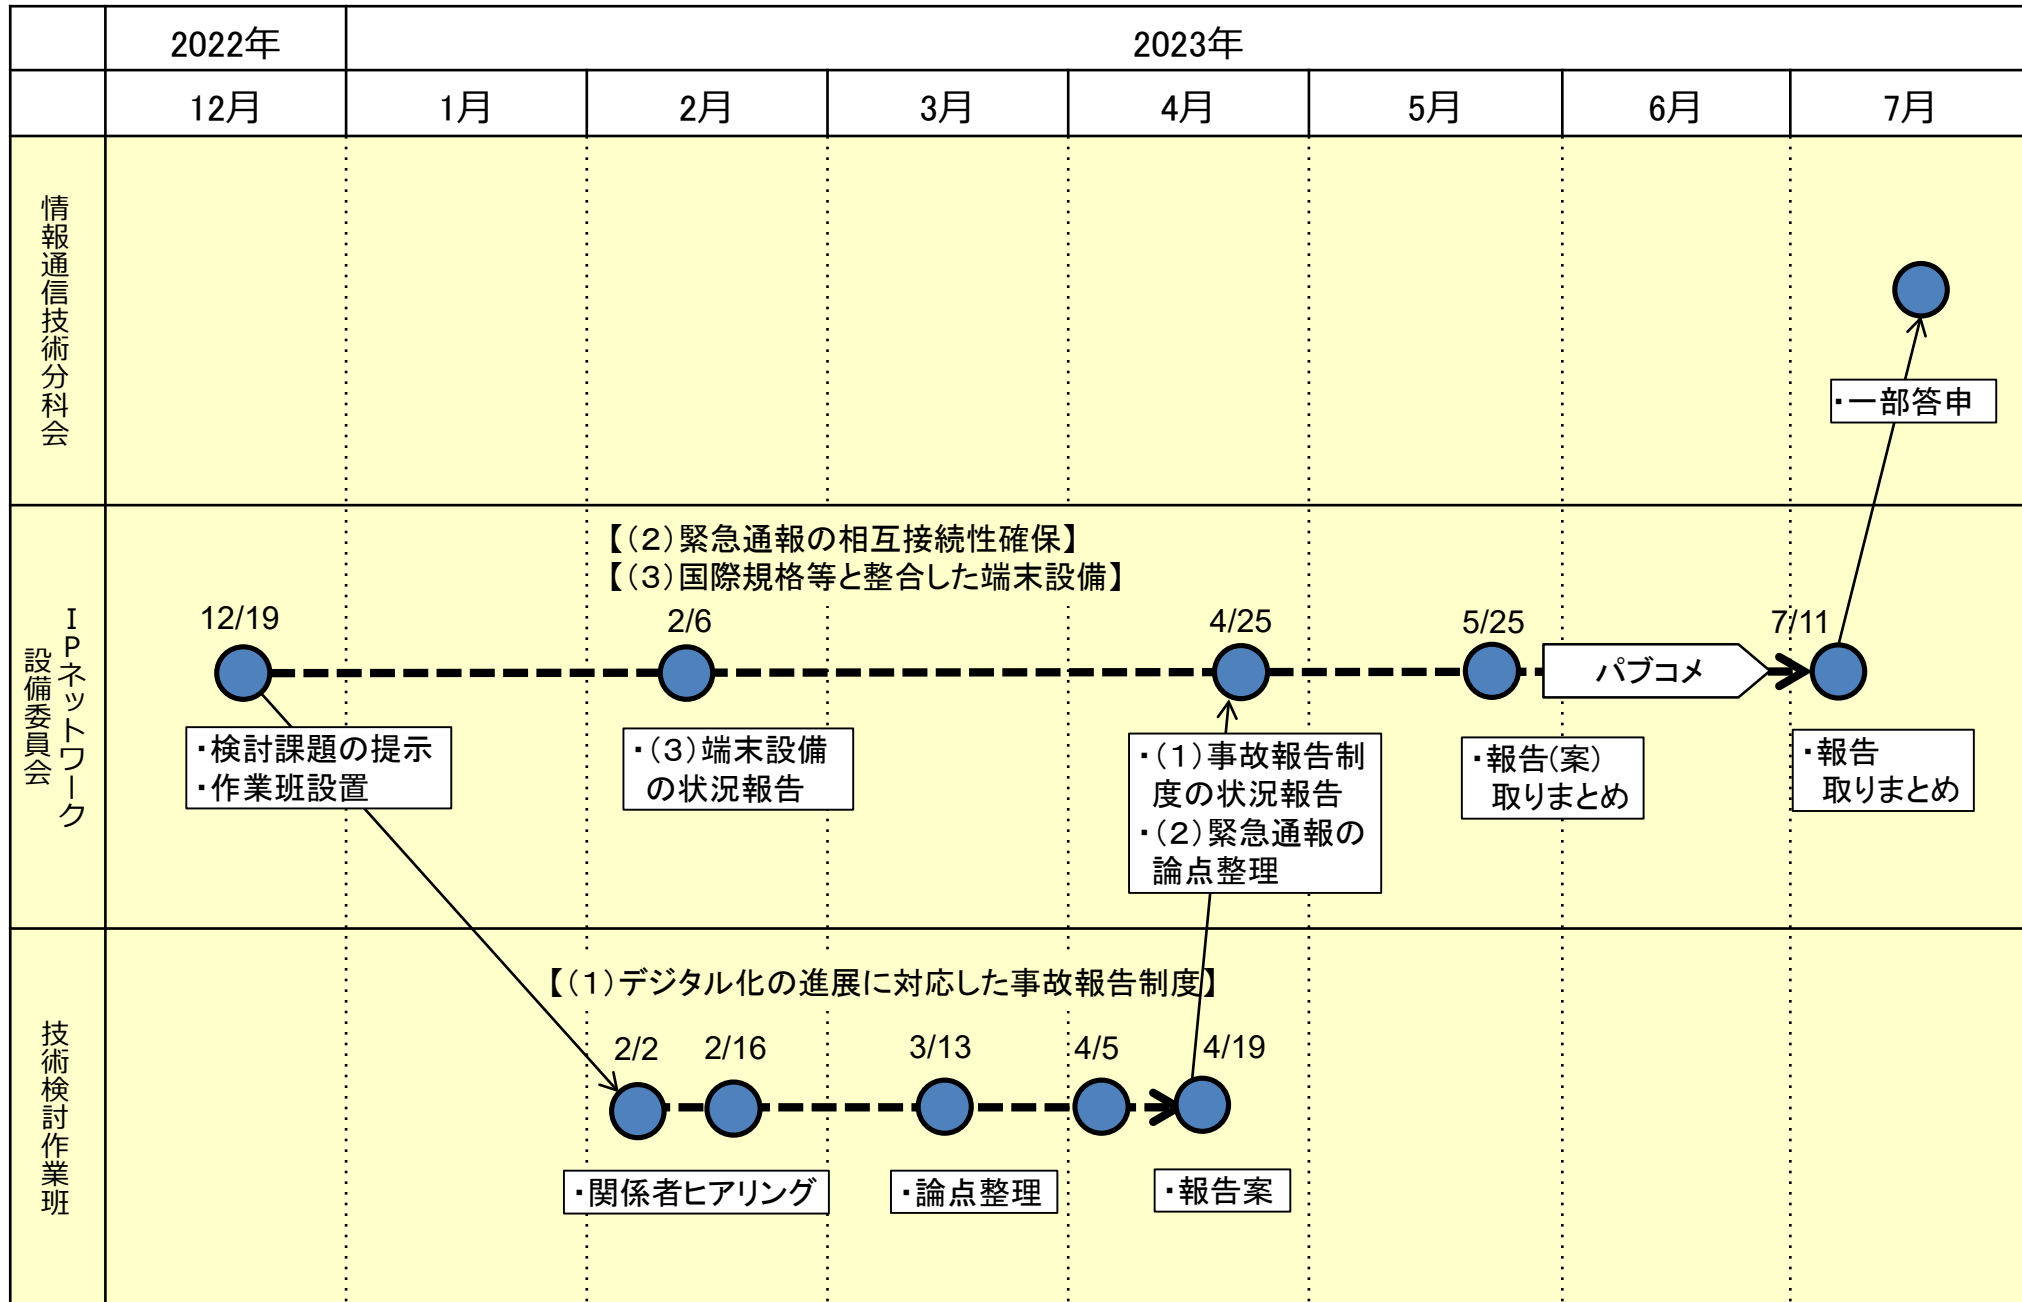 2022年
2023年
12月
1月
2月
3月
4月
5月
6月
7月
情報通信技術分科会
・一部答申
IPネットワーク
設備委員会
【(2)緊急通報の相互接続性確保】
【(3)国際規格等と整合した端末設備】
12/19
2/6
4/25
5/25
7/11
パブコメ
・検討課題の提示
・作業班設置
・(3)端末設備
の状況報告
・(1)事故報告制
度の状況報告
・(2)緊急通報の
論点整理
・報告(案)
取りまとめ
・報告
取りまとめ
技術検討作業班
【(1)デジタル化の進展に対応した事故報告制度】
2/2
2/16
3/13
4/5
4/19
・関係者ヒアリング
・論点整理
・報告案